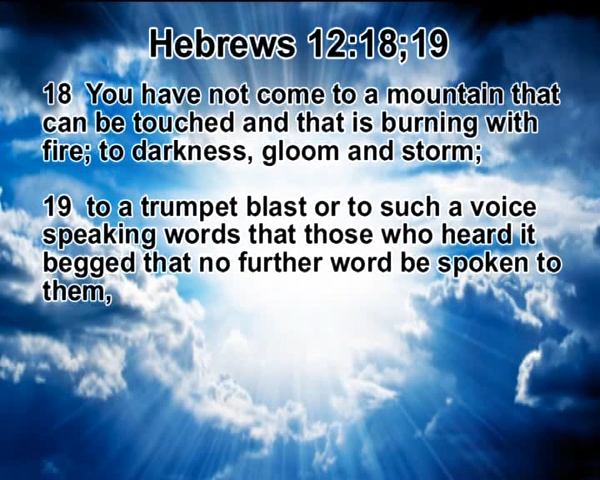 Hebrews 12:18;19
18  You have not come to a mountain that
can be touched and that is burning with
fire; to darkness, gloom and storm;
19  to a trumpet blast or to such a voice
speaking words that those who heard it
begged that no further word be spoken to
them,